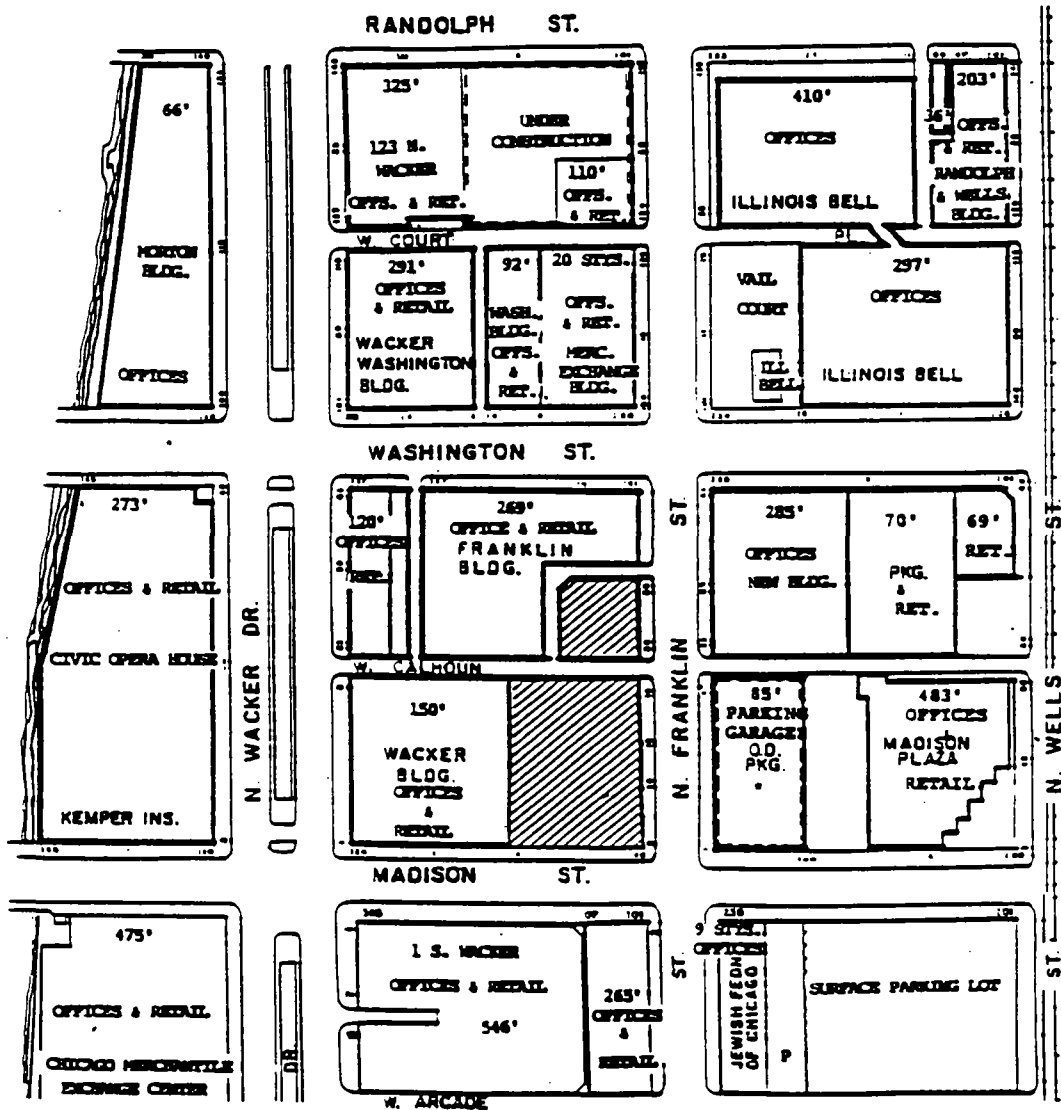 RANDOLPH ST.
66'
MORTON
BLDG.
OFFICES
325'
123 N.
WACKER
OFFS. & RET.
UNDER
CONSTRUCTION
110'
OFFS.
& RET.
410'
OFFICES
ILLINOIS BELL
203'
36'
OFFS.
&
RET.
RANDOLPH
& WELLS
BLDG.
W. COURT
PL
291'
OFFICES
& RETAIL
WACKER
WASHINGTON
BLDG.
92'
WASH.
BLDG.
OFFS.
&
RET.
20 STYS.
OFFS.
& RET.
MERC.
EXCHANGE
BLDG.
VAIL
COURT
ILL
BELL
297'
OFFICES
ILLINOIS BELL
WASHINGTON ST.
273'
OFFICES & RETAIL
CIVIC OPERA HOUSE
KEMPER INS.
N. WACKER DR.
120'
OFFICES
RET.
269'
OFFICE & RETAIL
FRANKLIN
BLDG.
W. CALHOUN
150'
WACKER
BLDG.
OFFICES
&
RETAIL
N. FRANKLIN ST.
285'
OFFICES
NEW BLDG.
70'
PKG.
&
RET.
69'
RET.
85'
PARKING
GARAGE
O.D.
PKG.
483'
OFFICES
MADISON
PLAZA
RETAIL
N. WELLS ST.
MADISON ST.
475'
OFFICES & RETAIL
CHICAGO MERCHANTILE
EXCHANGE CENTER
DR.
1 S. WACKER
OFFICES & RETAIL
546'
265'
OFFICES
&
RETAIL
W. ARCADE
ST.
9 STYS.
OFFICES
JEWISH FEDN
OF CHICAGO
P
SURFACE PARKING LOT
ST.